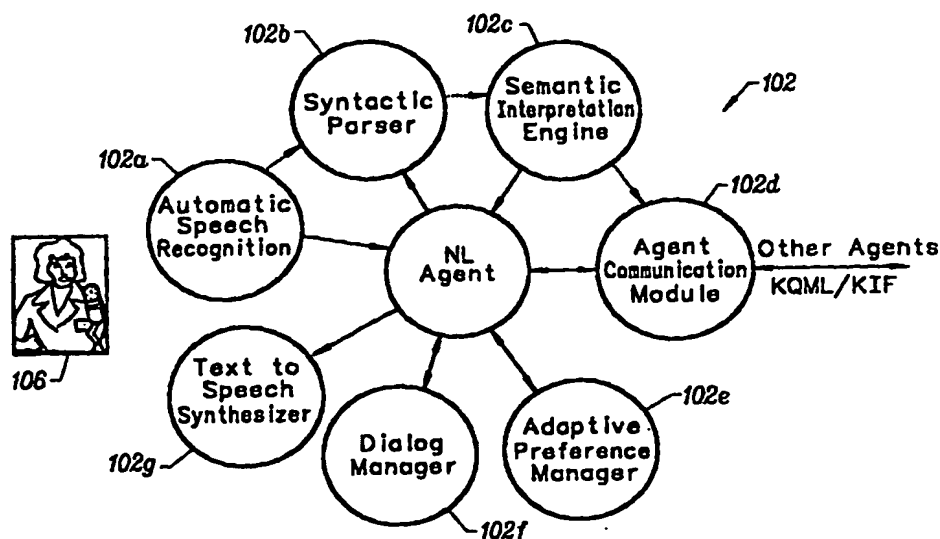 102b
102c
Syntactic
Parser
Semantic
Interpretation
Engine
102
102a
102d
Automatic
Speech
Recognition
NL
Agent
Agent
Communication
Module
Other Agents
KQML/KIF
106
Text to
Speech
Synthesizer
102e
Dialog
Manager
Adaptive
Preference
Manager
102g
102f